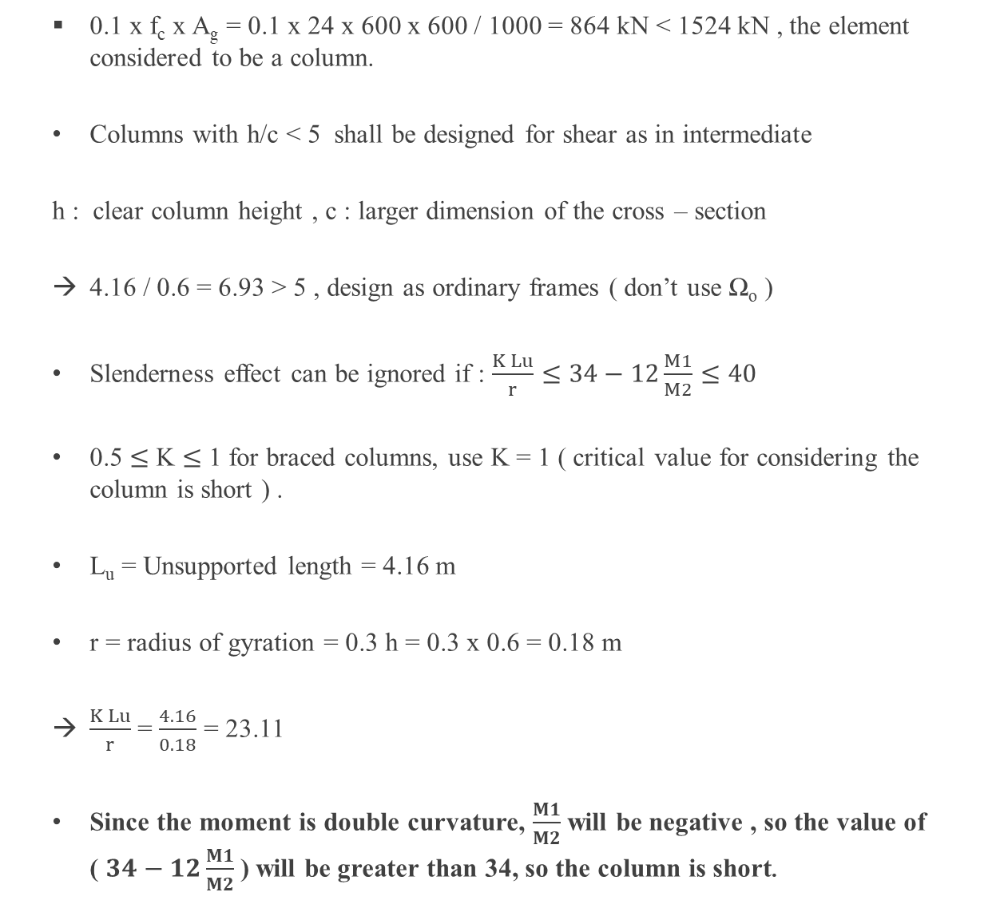 ▪ 0.1 x f_c x A_g = 0.1 x 24 x 600 x 600 / 1000 = 864 kN < 1524 kN , the element
considered to be a column.
• Columns with h/c < 5 shall be designed for shear as in intermediate
h : clear column height , c : larger dimension of the cross – section
→ 4.16 / 0.6 = 6.93 > 5 , design as ordinary frames ( don’t use Ω_o )
• Slenderness effect can be ignored if : K Lu / r ≤ 34 − 12 M1 / M2 ≤ 40
• 0.5 ≤ K ≤ 1 for braced columns, use K = 1 ( critical value for considering the
column is short ) .
• L_u = Unsupported length = 4.16 m
• r = radius of gyration = 0.3 h = 0.3 x 0.6 = 0.18 m
→ K Lu / r = 4.16 / 0.18 = 23.11
• Since the moment is double curvature, M1 / M2 will be negative , so the value of
( 34 − 12 M1 / M2 ) will be greater than 34, so the column is short.